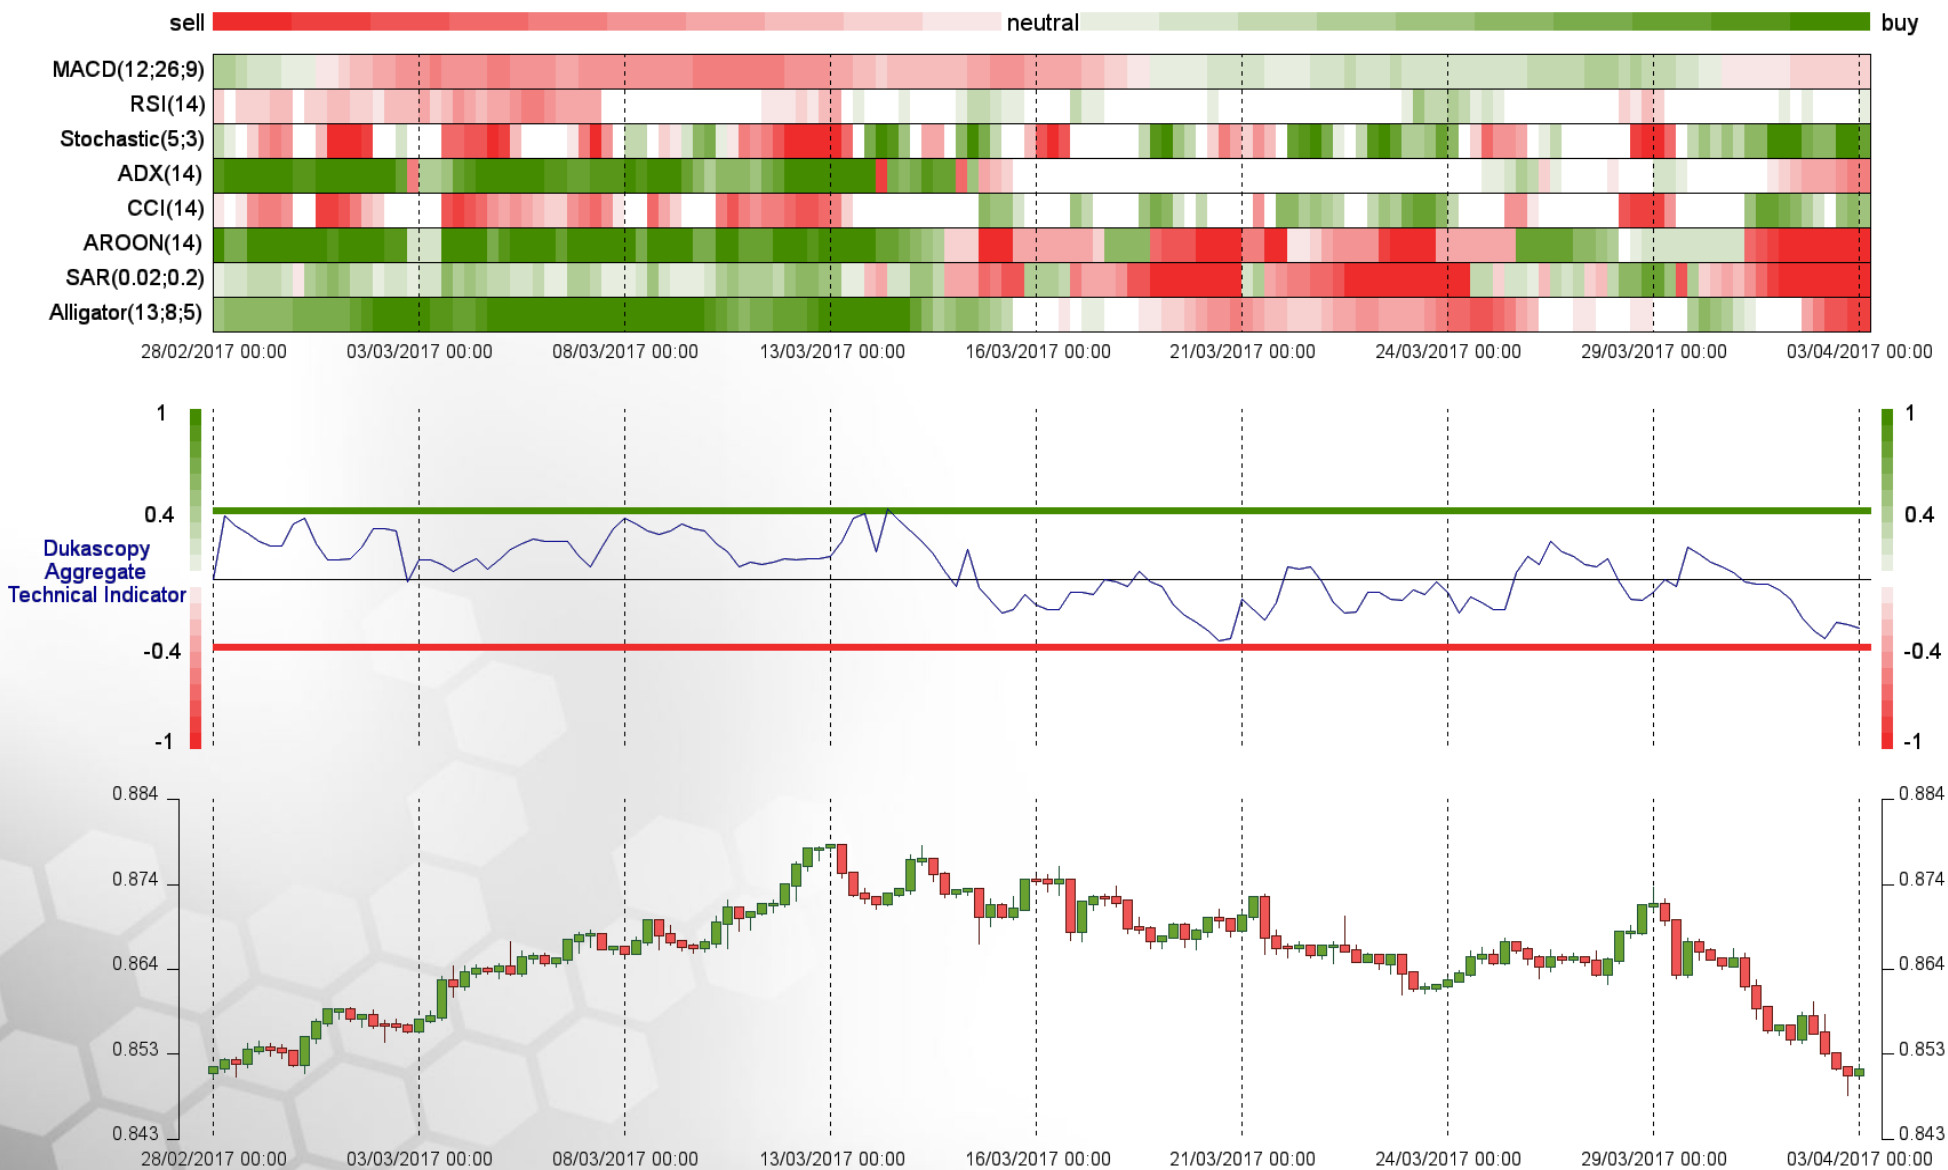 sell neutral buy
MACD(12;26;9)
RSI(14)
Stochastic(5;3)
ADX(14)
CCI(14)
AROON(14)
SAR(0.02;0.2)
Alligator(13;8;5)
28/02/2017 00:00 03/03/2017 00:00 08/03/2017 00:00 13/03/2017 00:00 16/03/2017 00:00 21/03/2017 00:00 24/03/2017 00:00 29/03/2017 00:00 03/04/2017 00:00
1 1
0.4 0.4
Dukascopy
Aggregate
Technical Indicator
-0.4 -0.4
-1 -1
0.884 0.884
0.874 0.874
0.864 0.864
0.853 0.853
0.843 0.843
28/02/2017 00:00 03/03/2017 00:00 08/03/2017 00:00 13/03/2017 00:00 16/03/2017 00:00 21/03/2017 00:00 24/03/2017 00:00 29/03/2017 00:00 03/04/2017 00:00